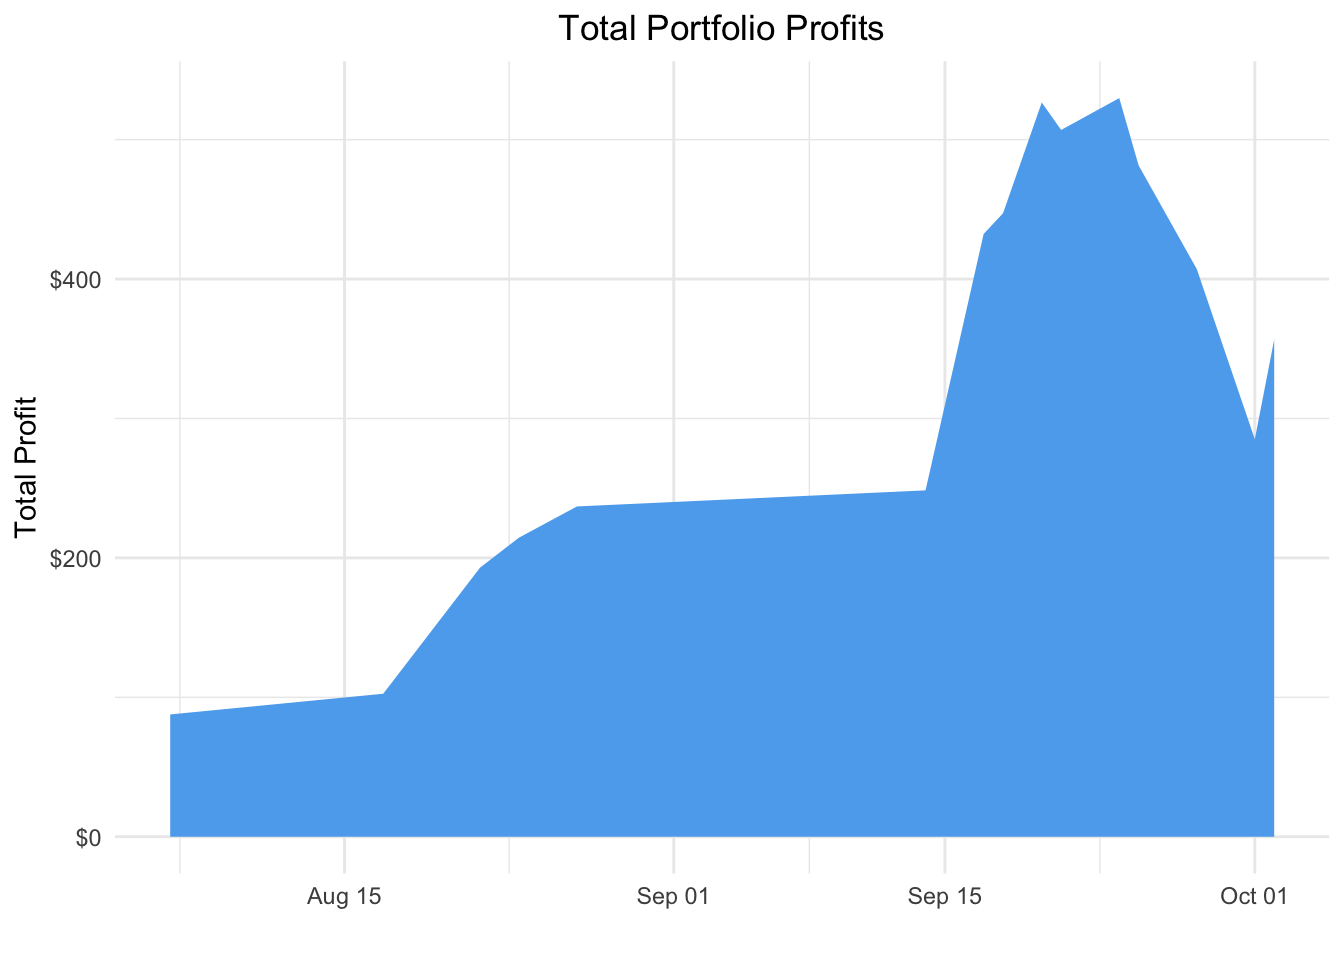 Total Portfolio Profits
Total Profit
$400
$200
$0
Aug 15
Sep 01
Sep 15
Oct 01